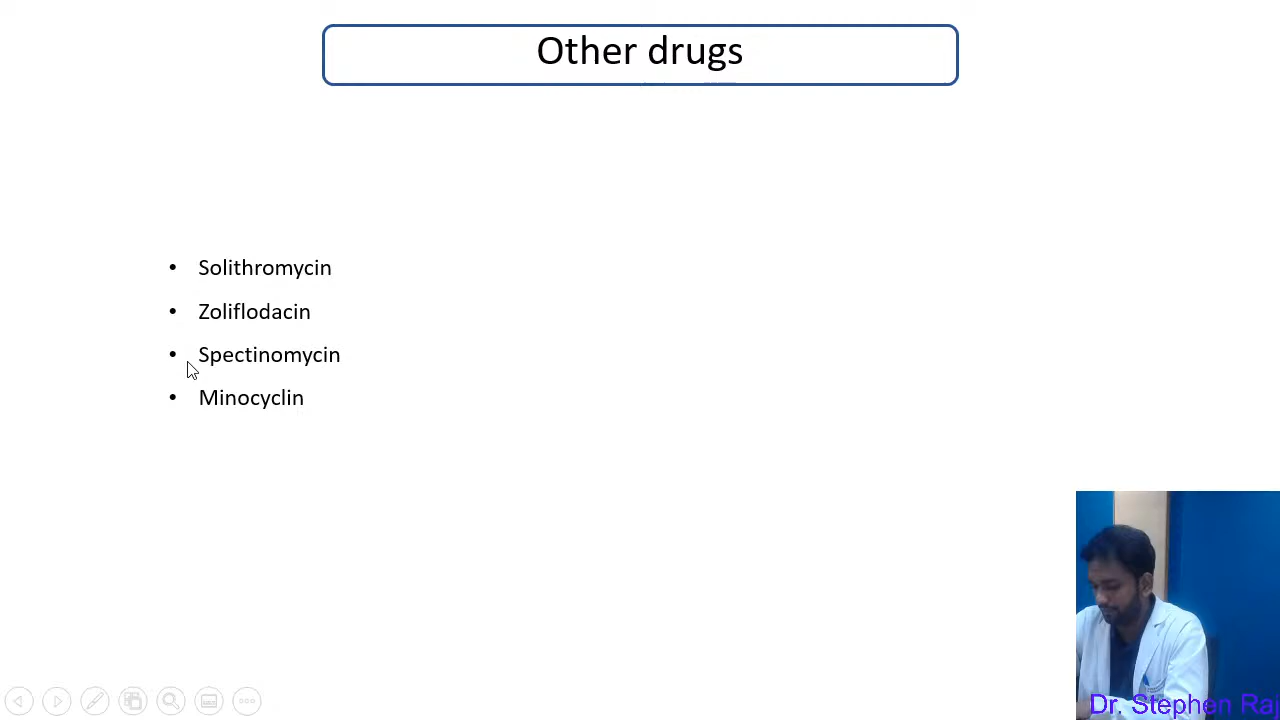 Other drugs
• Solithromycin
• Zoliflodacin
• Spectinomycin
• Minocyclin
Dr. Stephen Raj